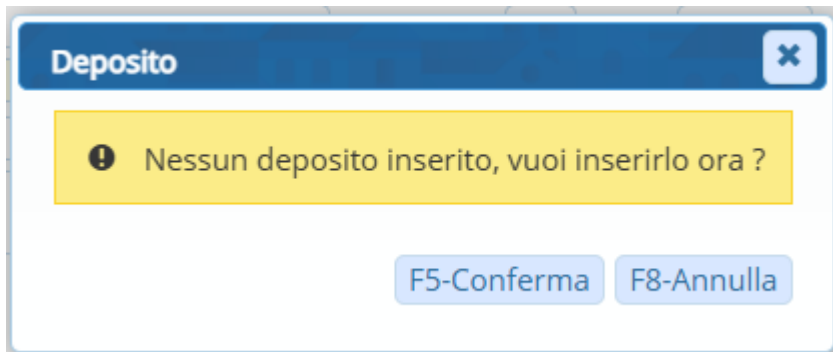 Deposito
Nessun deposito inserito, vuoi inserirlo ora ?
F5-Conferma F8-Annulla